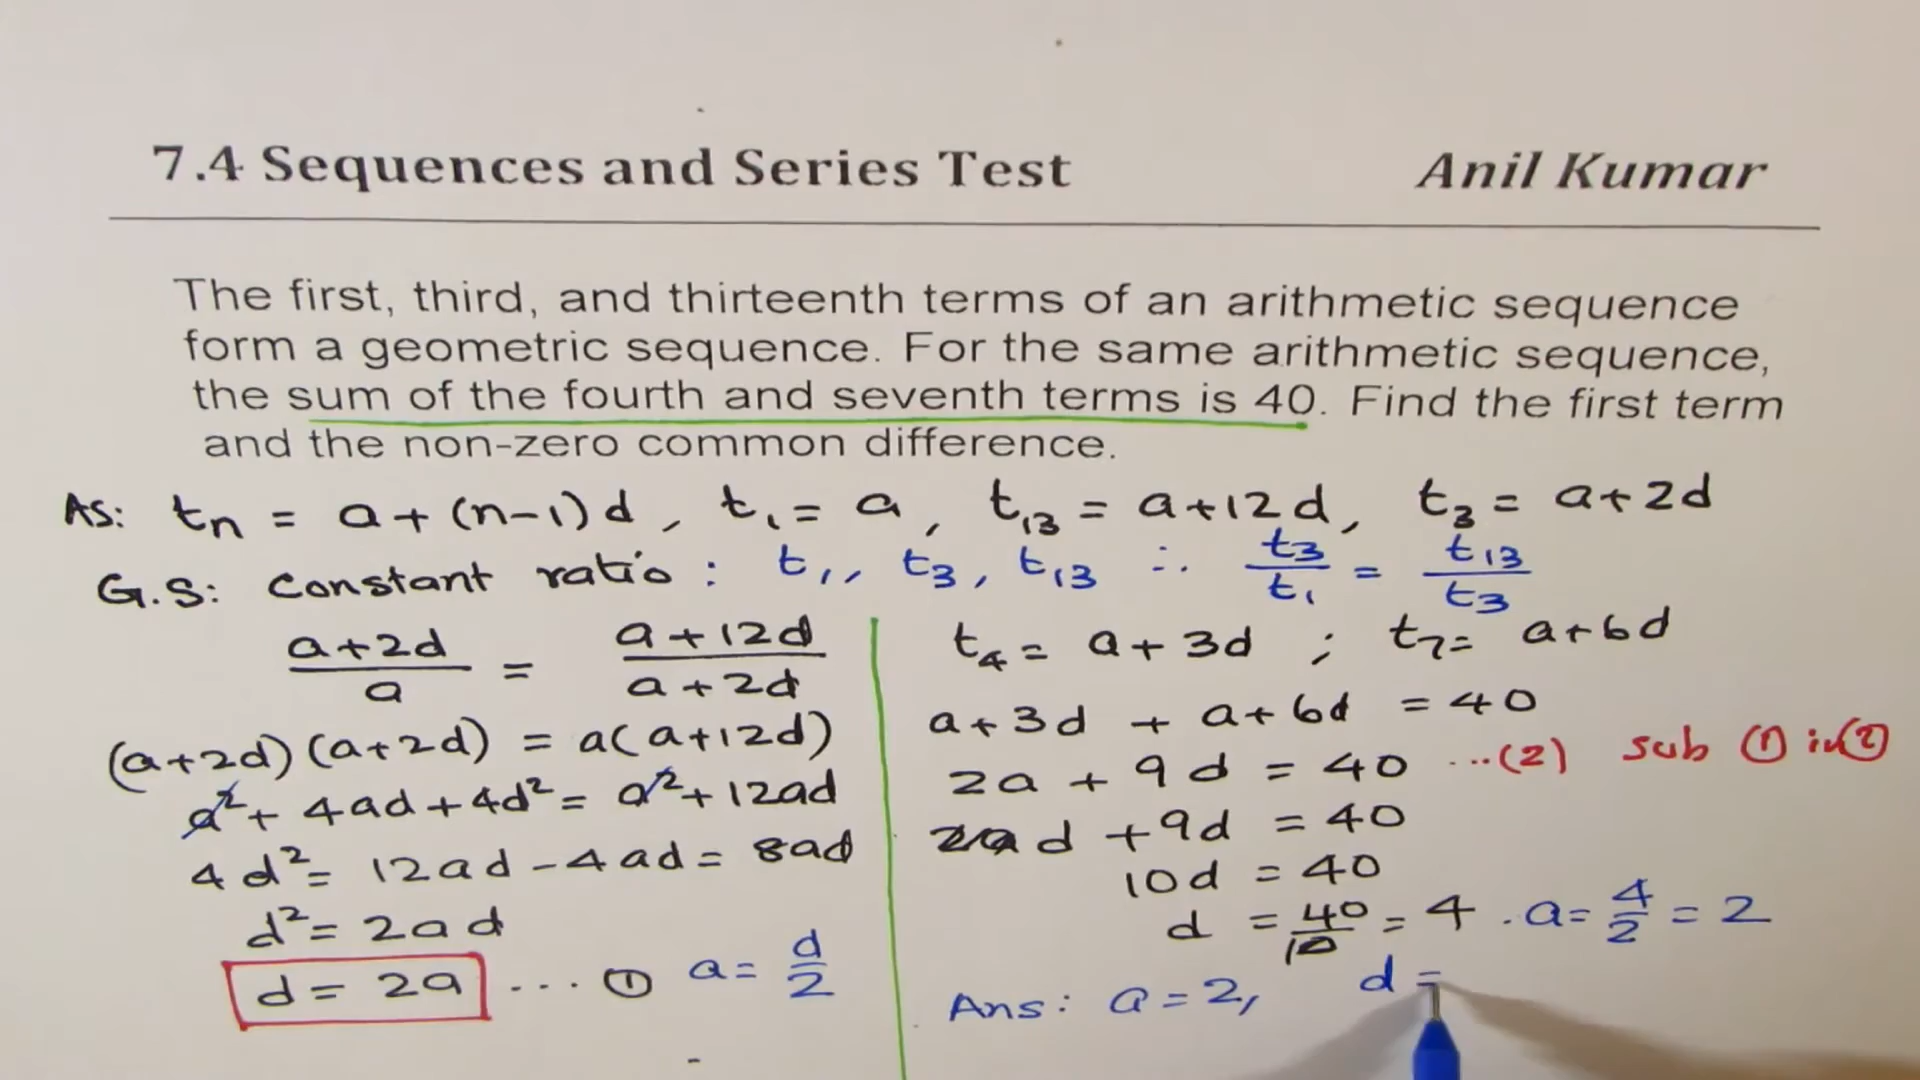 7.4 Sequences and Series Test Anil Kumar
The first, third, and thirteenth terms of an arithmetic sequence
form a geometric sequence. For the same arithmetic sequence,
the sum of the fourth and seventh terms is 40. Find the first term
and the non-zero common difference.
AS: tₙ = a + (n-1)d, t₁ = a, t₁₃ = a+12d, t₃ = a+2d
G.S: Constant ratio: t₁, t₃, t₁₃ ∴ t₃/t₁ = t₁₃/t₃
(a+2d)/a = (a+12d)/(a+2d)
(a+2d)(a+2d) = a(a+12d)
a²+ 4ad+4d² = a²+12ad
4d² = 12ad - 4ad = 8ad
d² = 2ad
d = 2a ... ① a = d/2
t₄ = a+3d ; t₇ = a+6d
a+3d + a+6d = 40
2a + 9d = 40 ...(2) sub ① in ②
2a d +9d = 40
10d = 40
d = 40/10 = 4 . a = 4/2 = 2
Ans: a = 2, d =